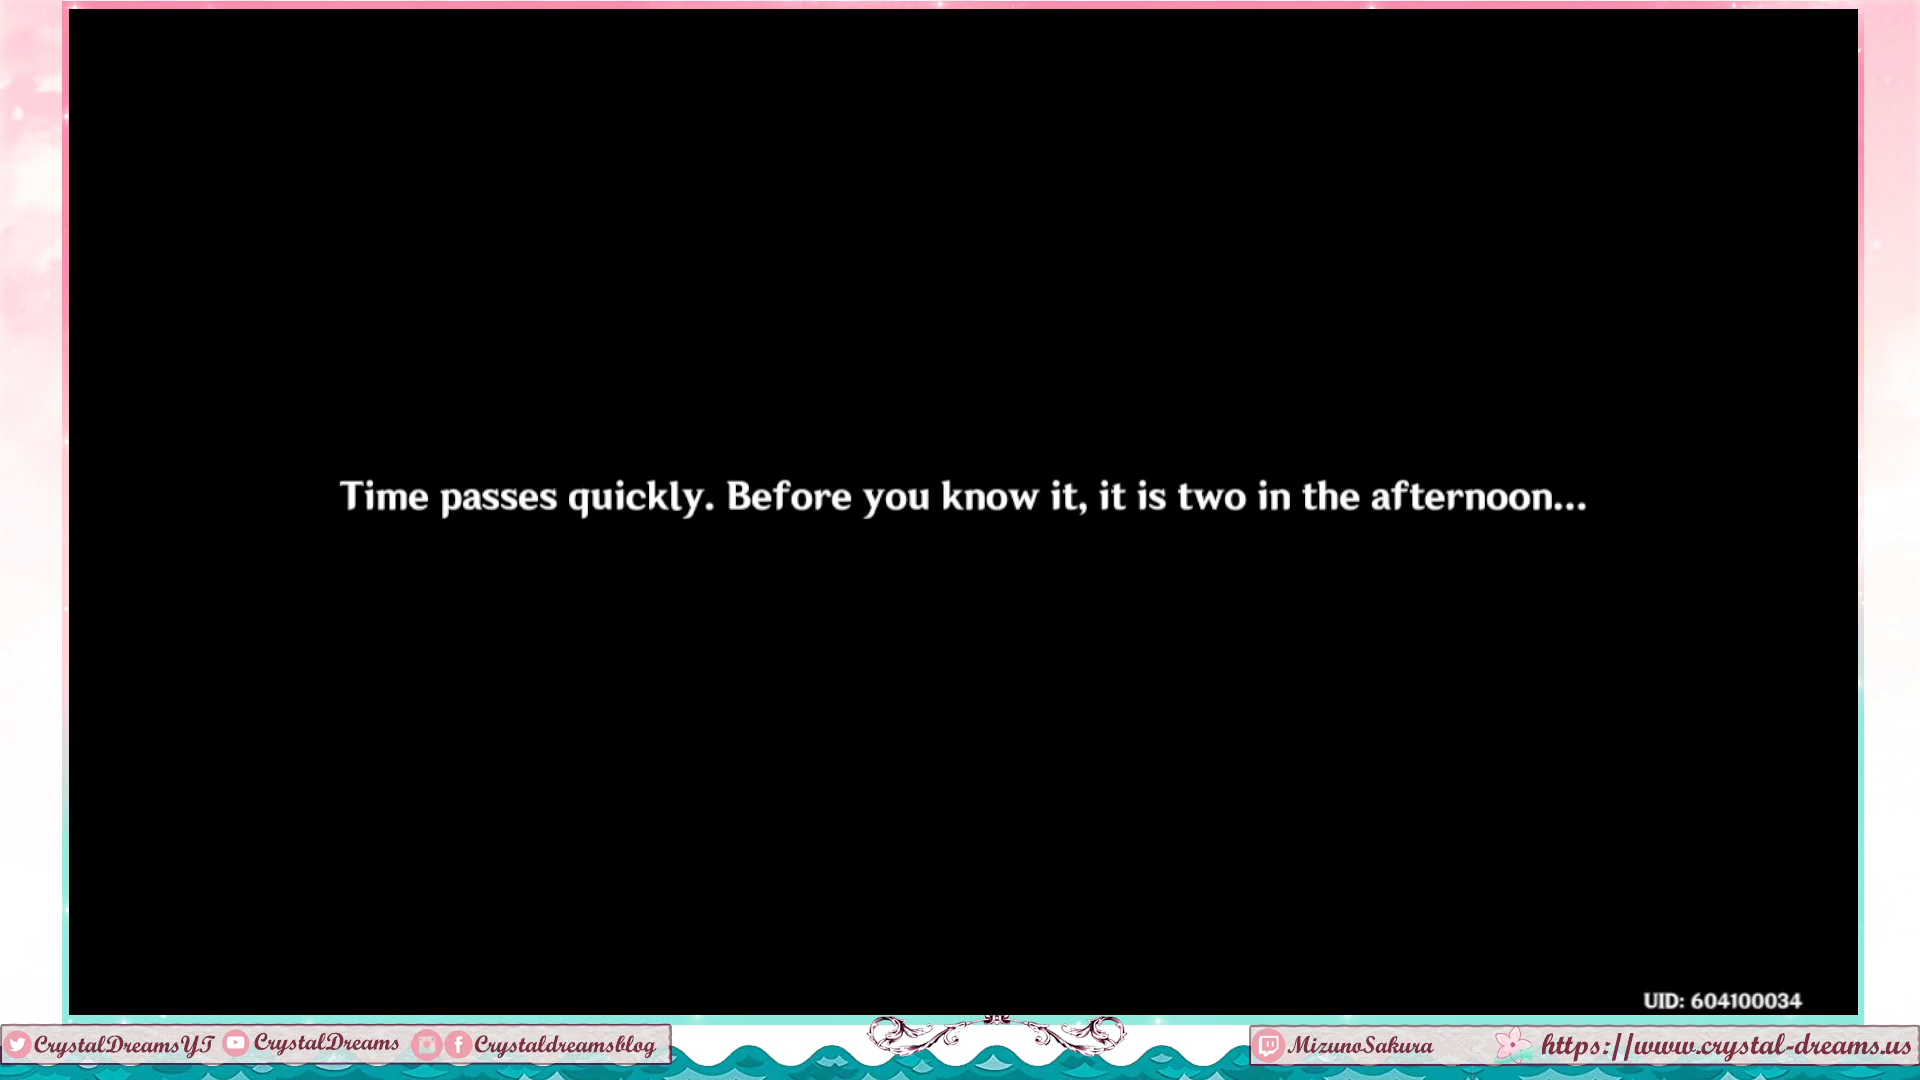 Time passes quickly. Before you know it, it is two in the afternoon...
UID: 604100034
CrystalDreamsYT CrystalDreams Crystaldreamsblog MizunoSakura https://www.crystal-dreams.us